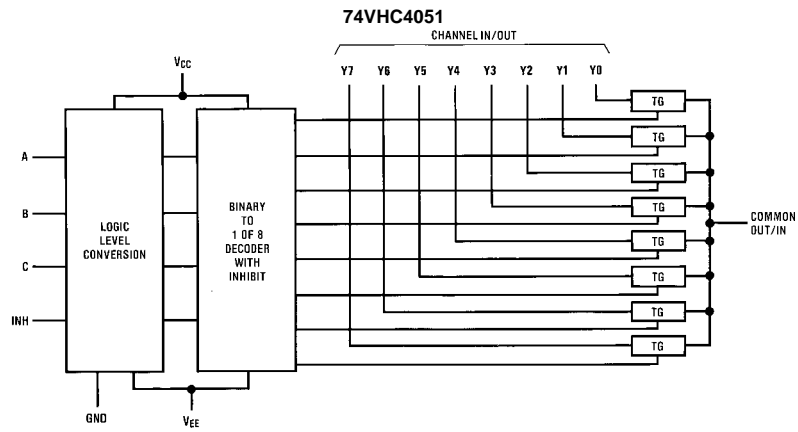 74VHC4051
CHANNEL IN/OUT
VCC
Y7 Y6 Y5 Y4 Y3 Y2 Y1 Y0
TG
TG
TG
TG
TG
TG
TG
TG
A
B
C
INH
LOGIC
LEVEL
CONVERSION
BINARY
TO
1 OF 8
DECODER
WITH
INHIBIT
COMMON
OUT/IN
GND
VEE